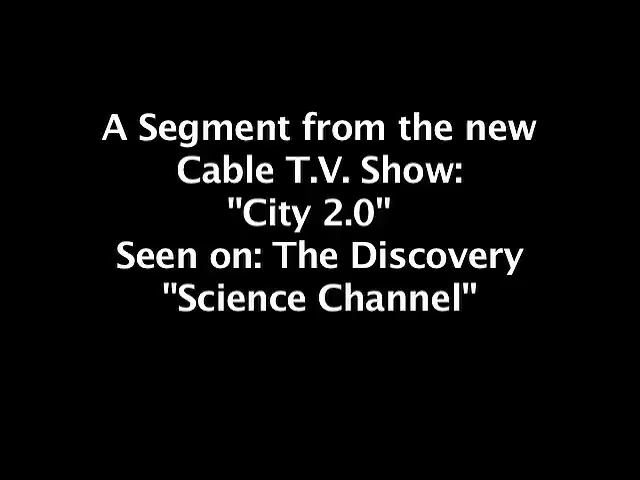 A Segment from the new
Cable T.V. Show:
"City 2.0"
Seen on: The Discovery
"Science Channel"